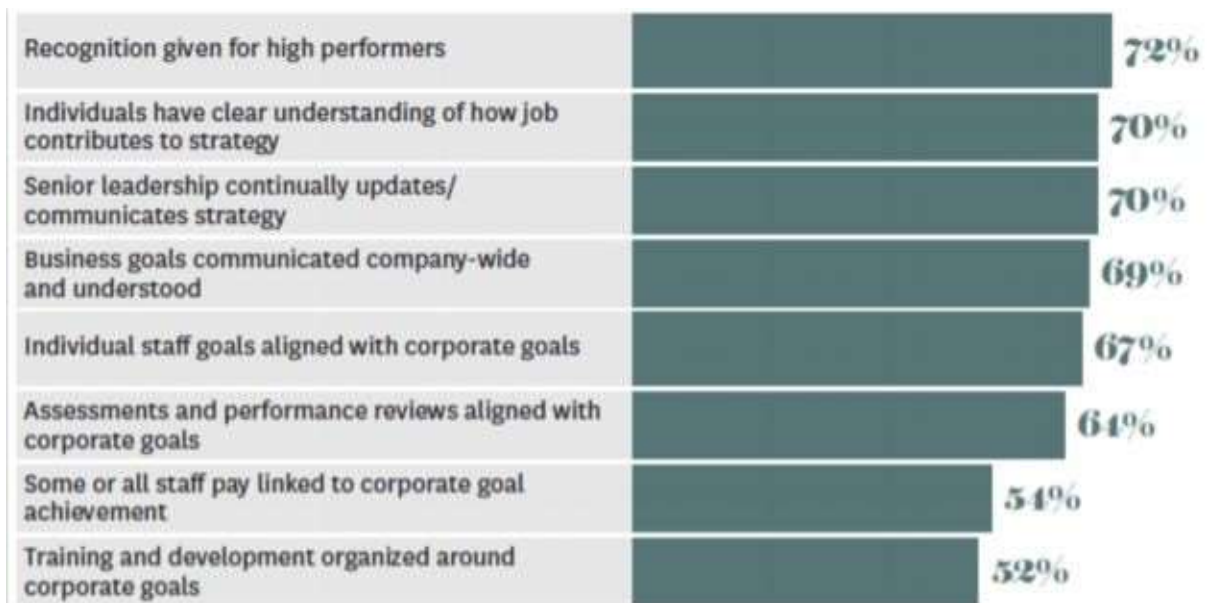 Recognition given for high performers
72%
Individuals have clear understanding of how job
contributes to strategy
70%
Senior leadership continually updates/
communicates strategy
70%
Business goals communicated company-wide
and understood
69%
Individual staff goals aligned with corporate goals
67%
Assessments and performance reviews aligned with
corporate goals
64%
Some or all staff pay linked to corporate goal
achievement
54%
Training and development organized around
corporate goals
52%